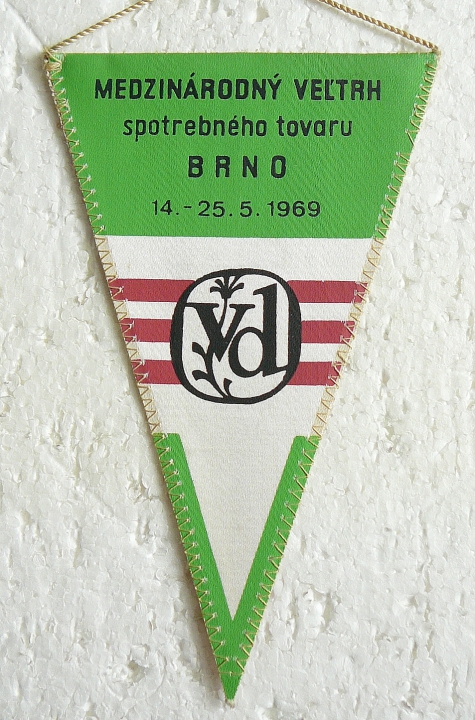 MEDZINÁRODNÝ VEĽTRH
spotrebného tovaru
BRNO
14.-25.5.1969
vd